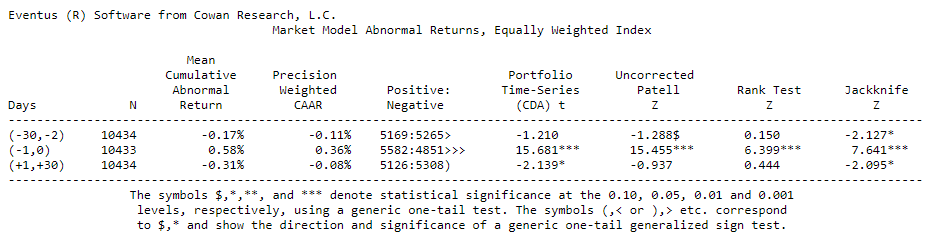 Eventus (R) Software from Cowan Research, L.C.
Market Model Abnormal Returns, Equally Weighted Index
Mean
Cumulative Precision Portfolio Uncorrected
Abnormal Weighted Positive: Time-Series Patell Rank Test Jackknife
Days N Return CAAR Negative (CDA) t Z Z Z
(-30,-2) 10434 -0.17% -0.11% 5169:5265> -1.210 -1.288$ 0.150 -2.127*
(-1,0) 10433 0.58% 0.36% 5582:4851>>> 15.681*** 15.455*** 6.399*** 7.641***
(+1,+30) 10434 -0.31% -0.08% 5126:5308) -2.139* -0.937 0.444 -2.095*
The symbols $,*,**, and *** denote statistical significance at the 0.10, 0.05, 0.01 and 0.001
levels, respectively, using a generic one-tail test. The symbols (,< or ),> etc. correspond
to $,* and show the direction and significance of a generic one-tail generalized sign test.